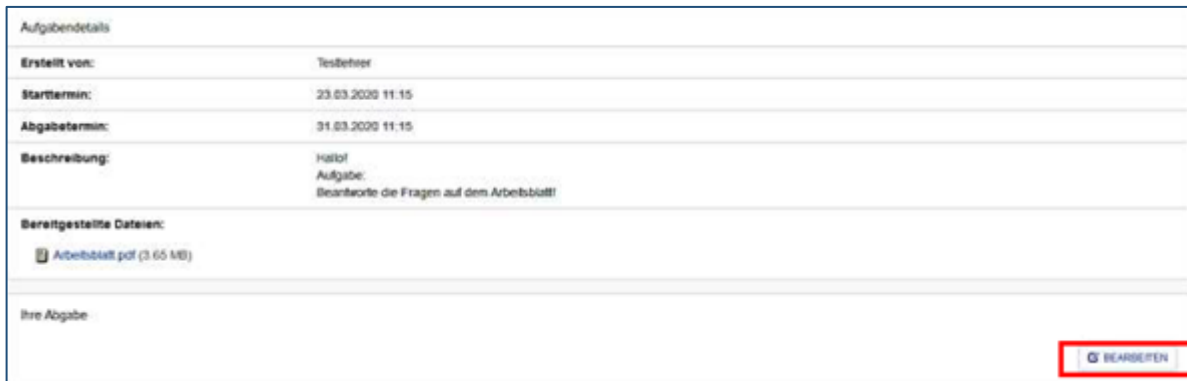 Aufgabendetails
Erstellt von: Testlehrer
Starttermin: 23.03.2020 11:15
Abgabetermin: 31.03.2020 11:15
Beschreibung: Hallo!
Aufgabe:
Beantworte die Fragen auf dem Arbeitsblatt!
Bereitgestellte Dateien:
Arbeitsblatt.pdf (3.65 MB)
Ihre Abgabe
BEARBEITEN